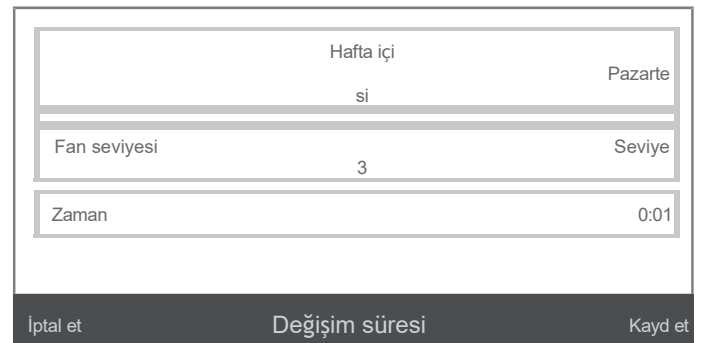 Hafta içi
Pazarte
si
Fan seviyesi Seviye
3
Zaman 0:01
İptal et Değişim süresi Kayd et